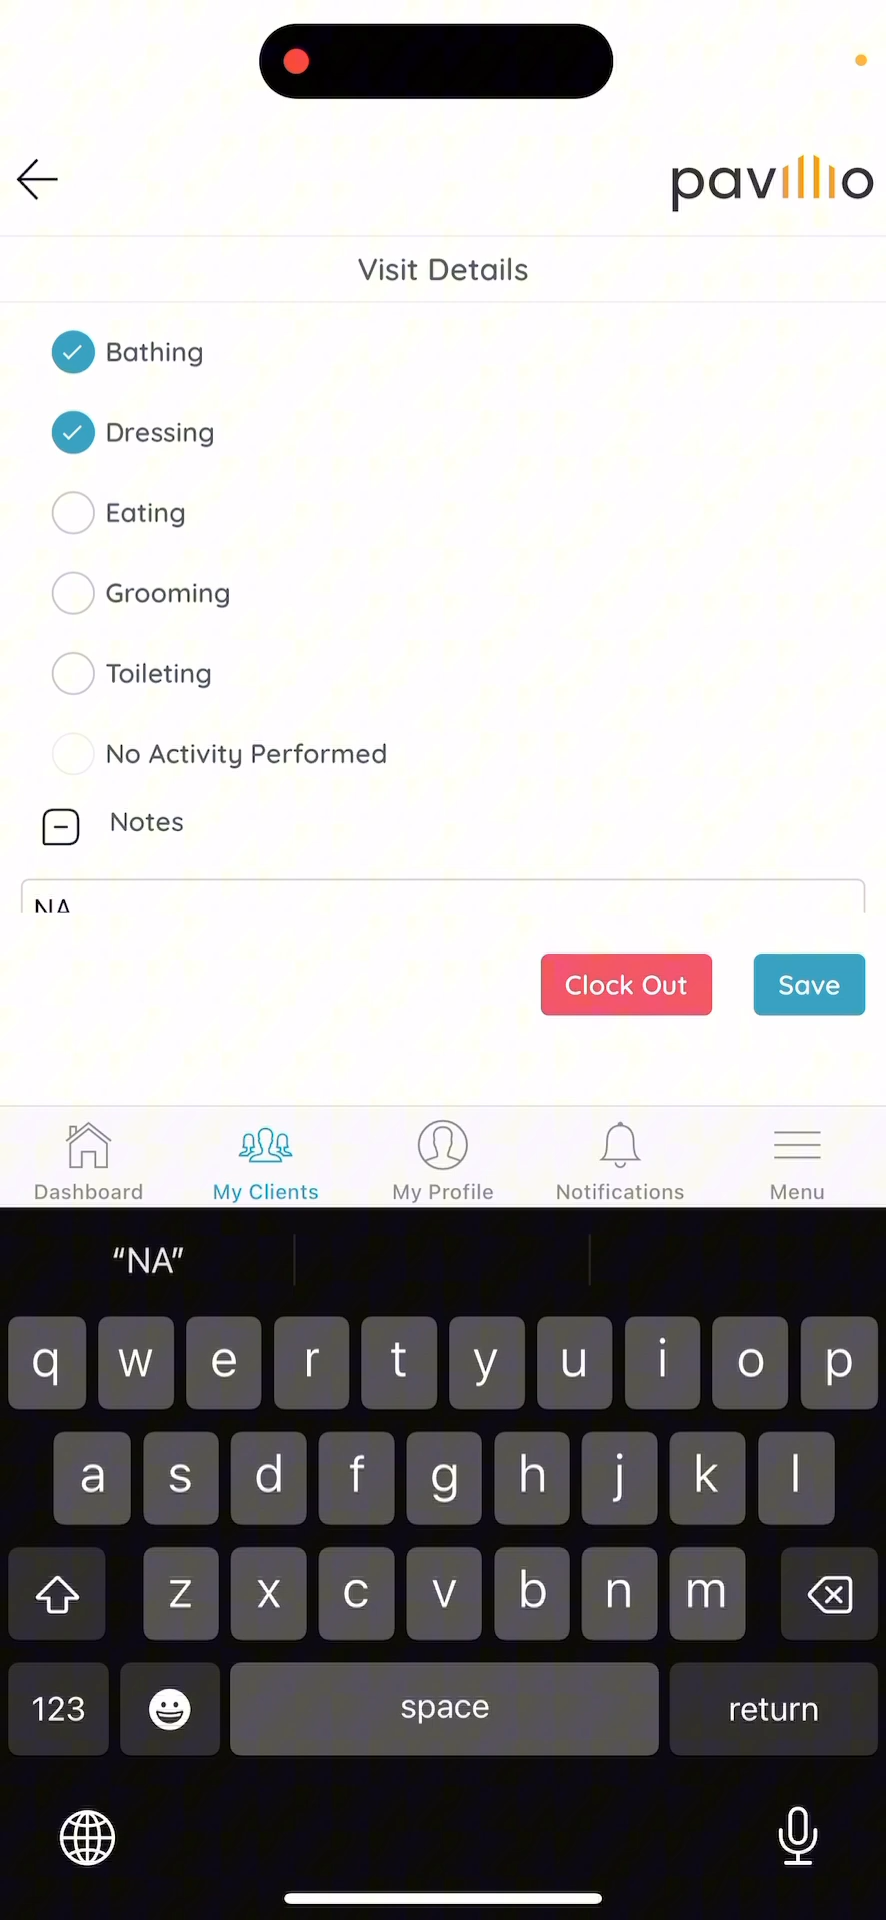 pavillio
Visit Details
Bathing
Dressing
Eating
Grooming
Toileting
No Activity Performed
Notes
NA
Clock Out Save
Dashboard My Clients My Profile Notifications Menu
“NA”
q w e r t y u i o p
a s d f g h j k l
z x c v b n m
123 space return